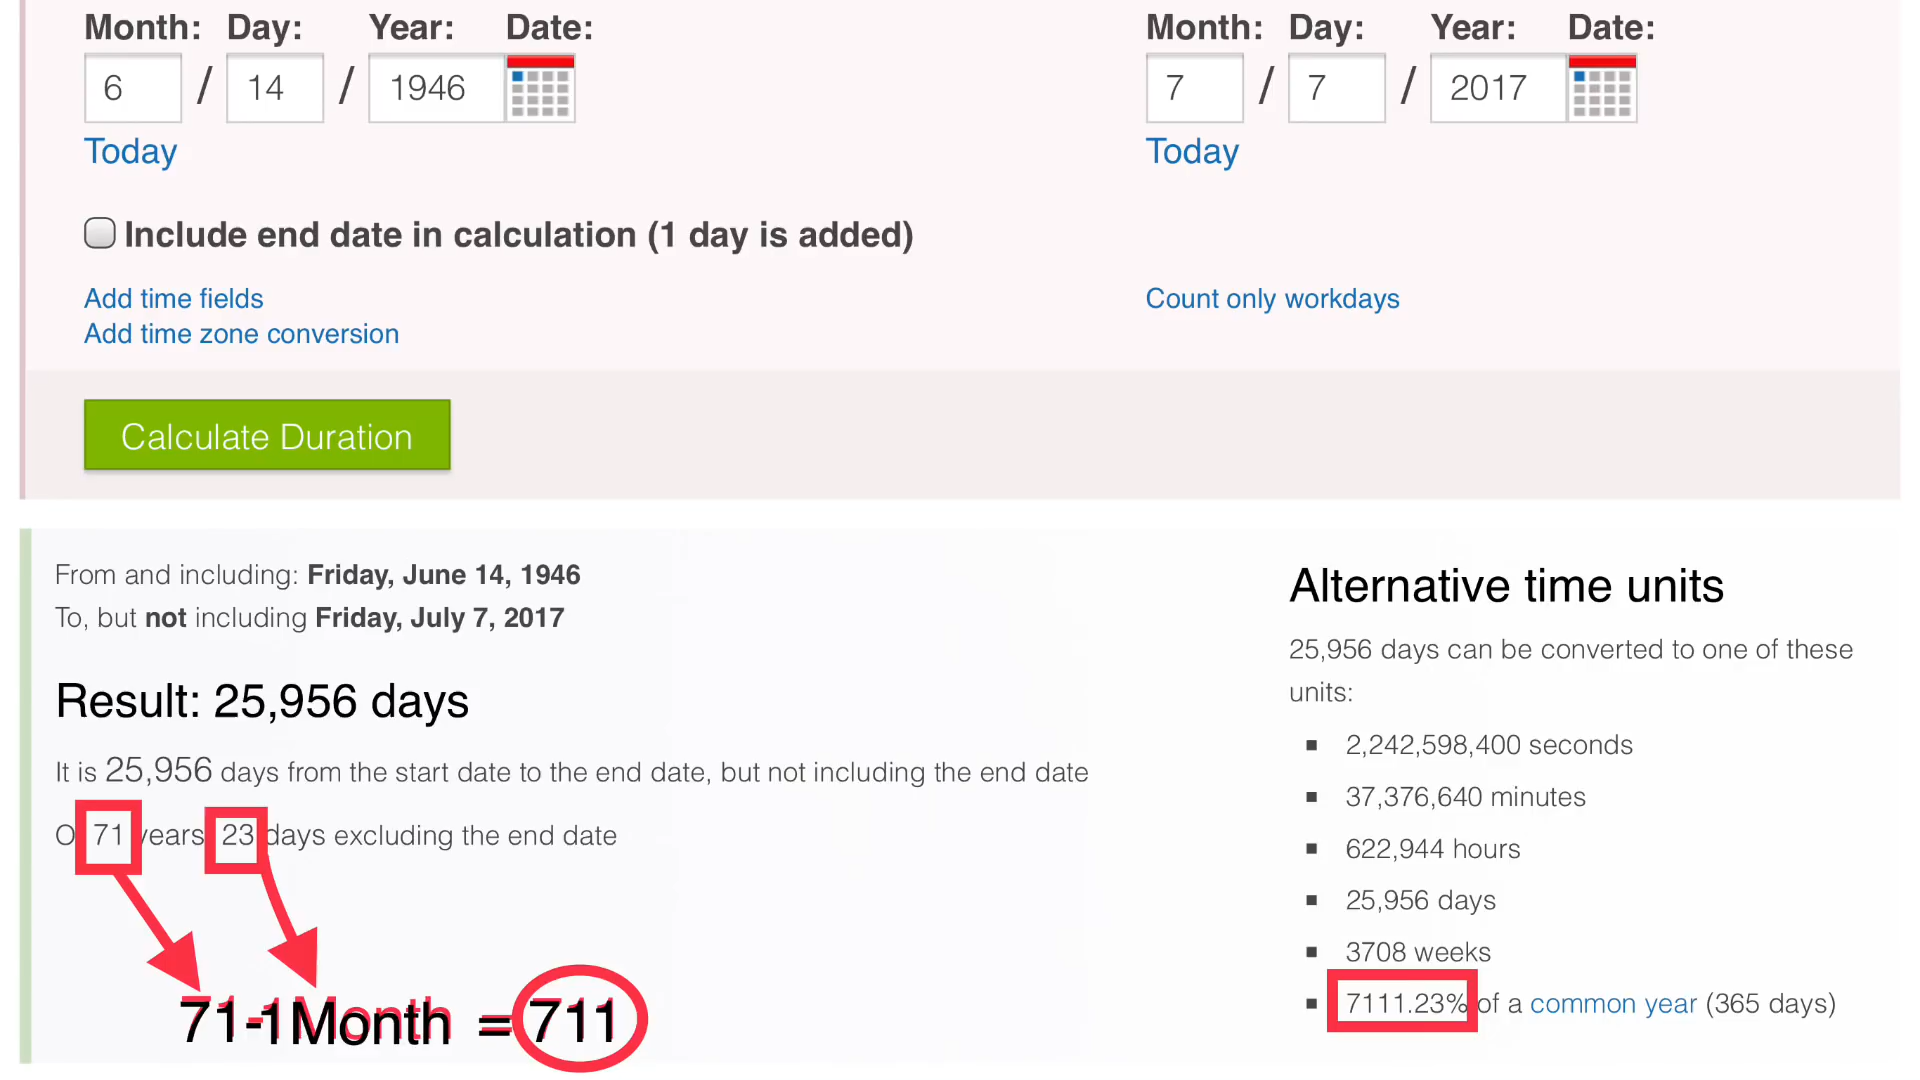 Month: Day: Year: Date:
6 / 14 / 1946
Today
Month: Day: Year: Date:
7 / 7 / 2017
Today
Include end date in calculation (1 day is added)
Add time fields
Add time zone conversion
Count only workdays
Calculate Duration
From and including: Friday, June 14, 1946
To, but not including Friday, July 7, 2017
Result: 25,956 days
It is 25,956 days from the start date to the end date, but not including the end date
O 71 years 23 days excluding the end date
71-1Month = 711
Alternative time units
25,956 days can be converted to one of these
units:
2,242,598,400 seconds
37,376,640 minutes
622,944 hours
25,956 days
3708 weeks
7111.23% of a common year (365 days)